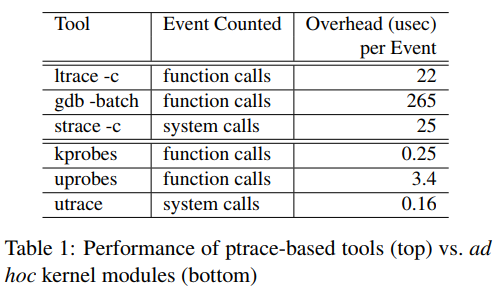 Tool Event Counted Overhead (usec)
per Event
ltrace -c function calls 22
gdb -batch function calls 265
strace -c system calls 25
kprobes function calls 0.25
uprobes function calls 3.4
utrace system calls 0.16
Table 1: Performance of ptrace-based tools (top) vs. ad
hoc kernel modules (bottom)